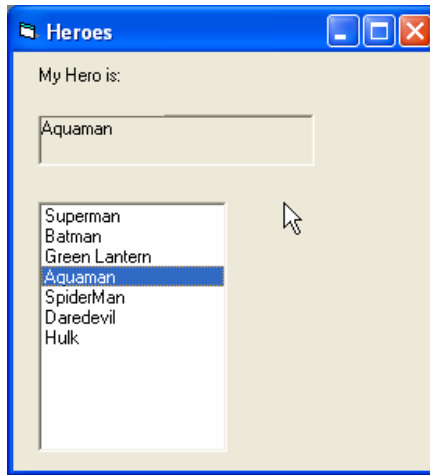 Heroes
My Hero is:
Aquaman
Superman
Batman
Green Lantern
Aquaman
SpiderMan
Daredevil
Hulk